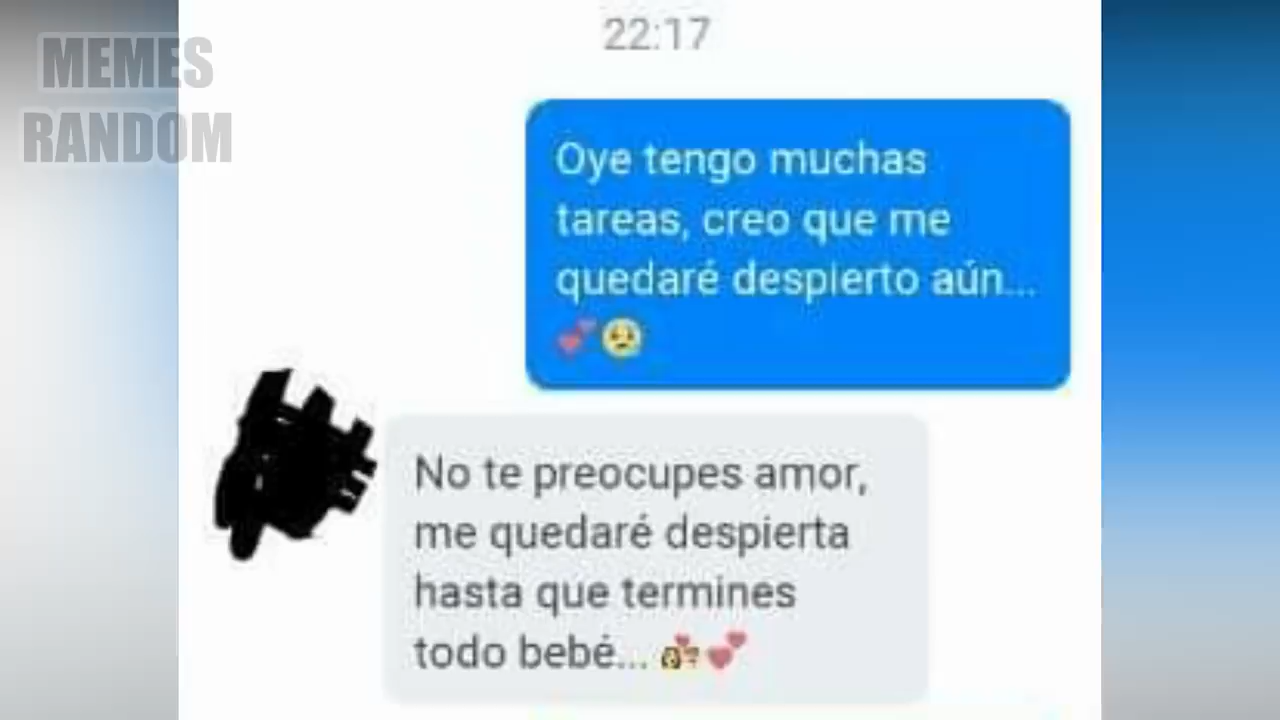 MEMES
RANDOM
22:17
Oye tengo muchas
tareas, creo que me
quedaré despierto aún...
💕🥺
No te preocupes amor,
me quedaré despierta
hasta que termines
todo bebé... 👩‍❤️‍👨💕